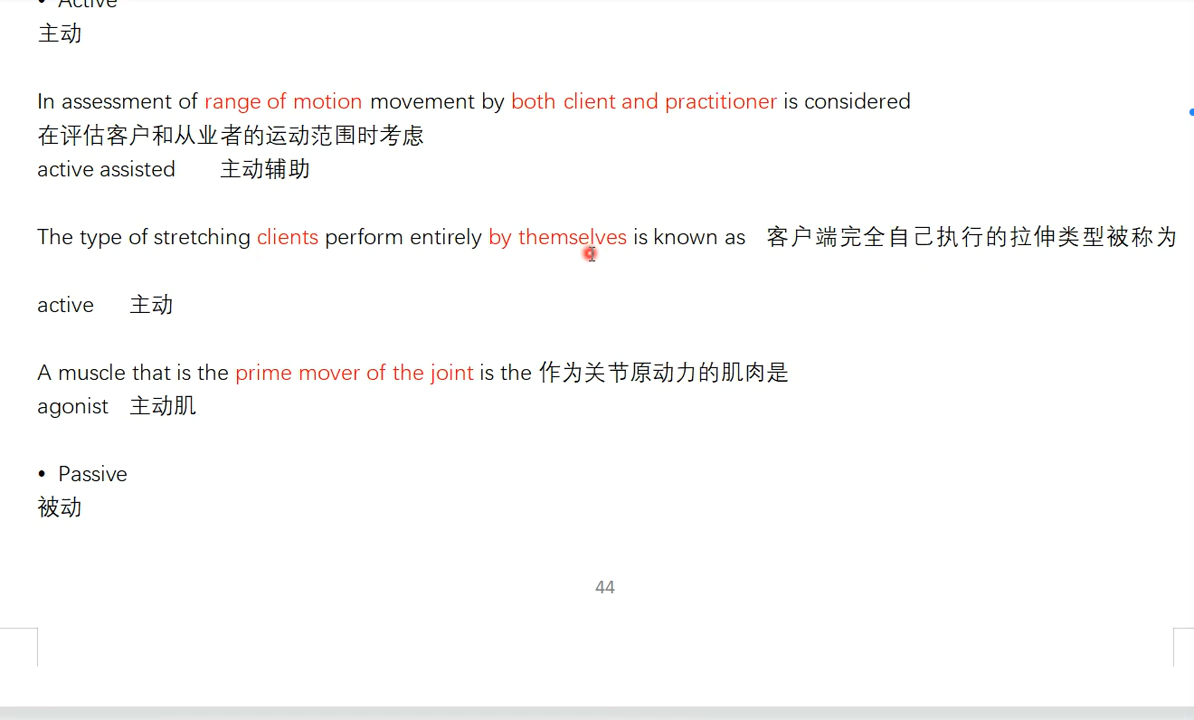 • Active
主动
In assessment of range of motion movement by both client and practitioner is considered
在评估客户和从业者的运动范围时考虑
active assisted 主动辅助
The type of stretching clients perform entirely by themselves is known as 客户端完全自己执行的拉伸类型被称为
active 主动
A muscle that is the prime mover of the joint is the 作为关节原动力的肌肉是
agonist 主动肌
• Passive
被动
44